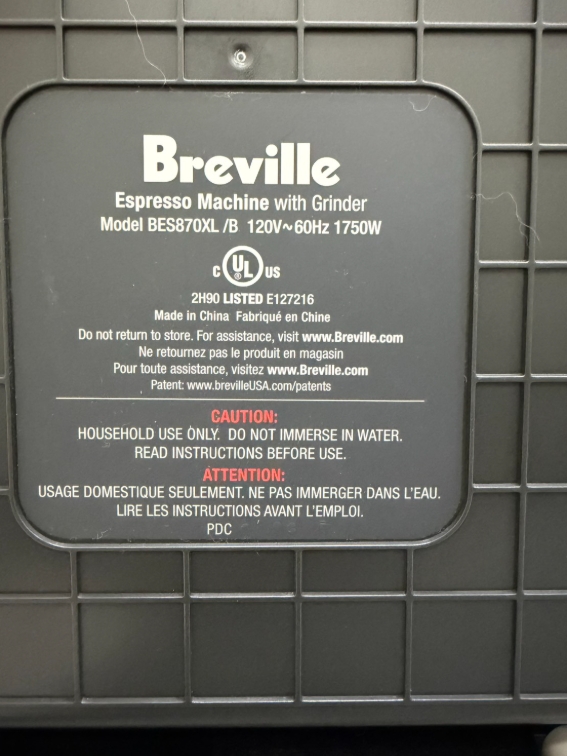 Breville
Espresso Machine with Grinder
Model BES870XL /B 120V~60Hz 1750W
C UL ® US
2H90 LISTED E127216
Made in China Fabriqué en Chine
Do not return to store. For assistance, visit www.Breville.com
Ne retournez pas le produit en magasin
Pour toute assistance, visitez www.Breville.com
Patent: www.brevilleUSA.com/patents
CAUTION:
HOUSEHOLD USE ONLY. DO NOT IMMERSE IN WATER.
READ INSTRUCTIONS BEFORE USE.
ATTENTION:
USAGE DOMESTIQUE SEULEMENT. NE PAS IMMERGER DANS L'EAU.
LIRE LES INSTRUCTIONS AVANT L'EMPLOI.
PDC